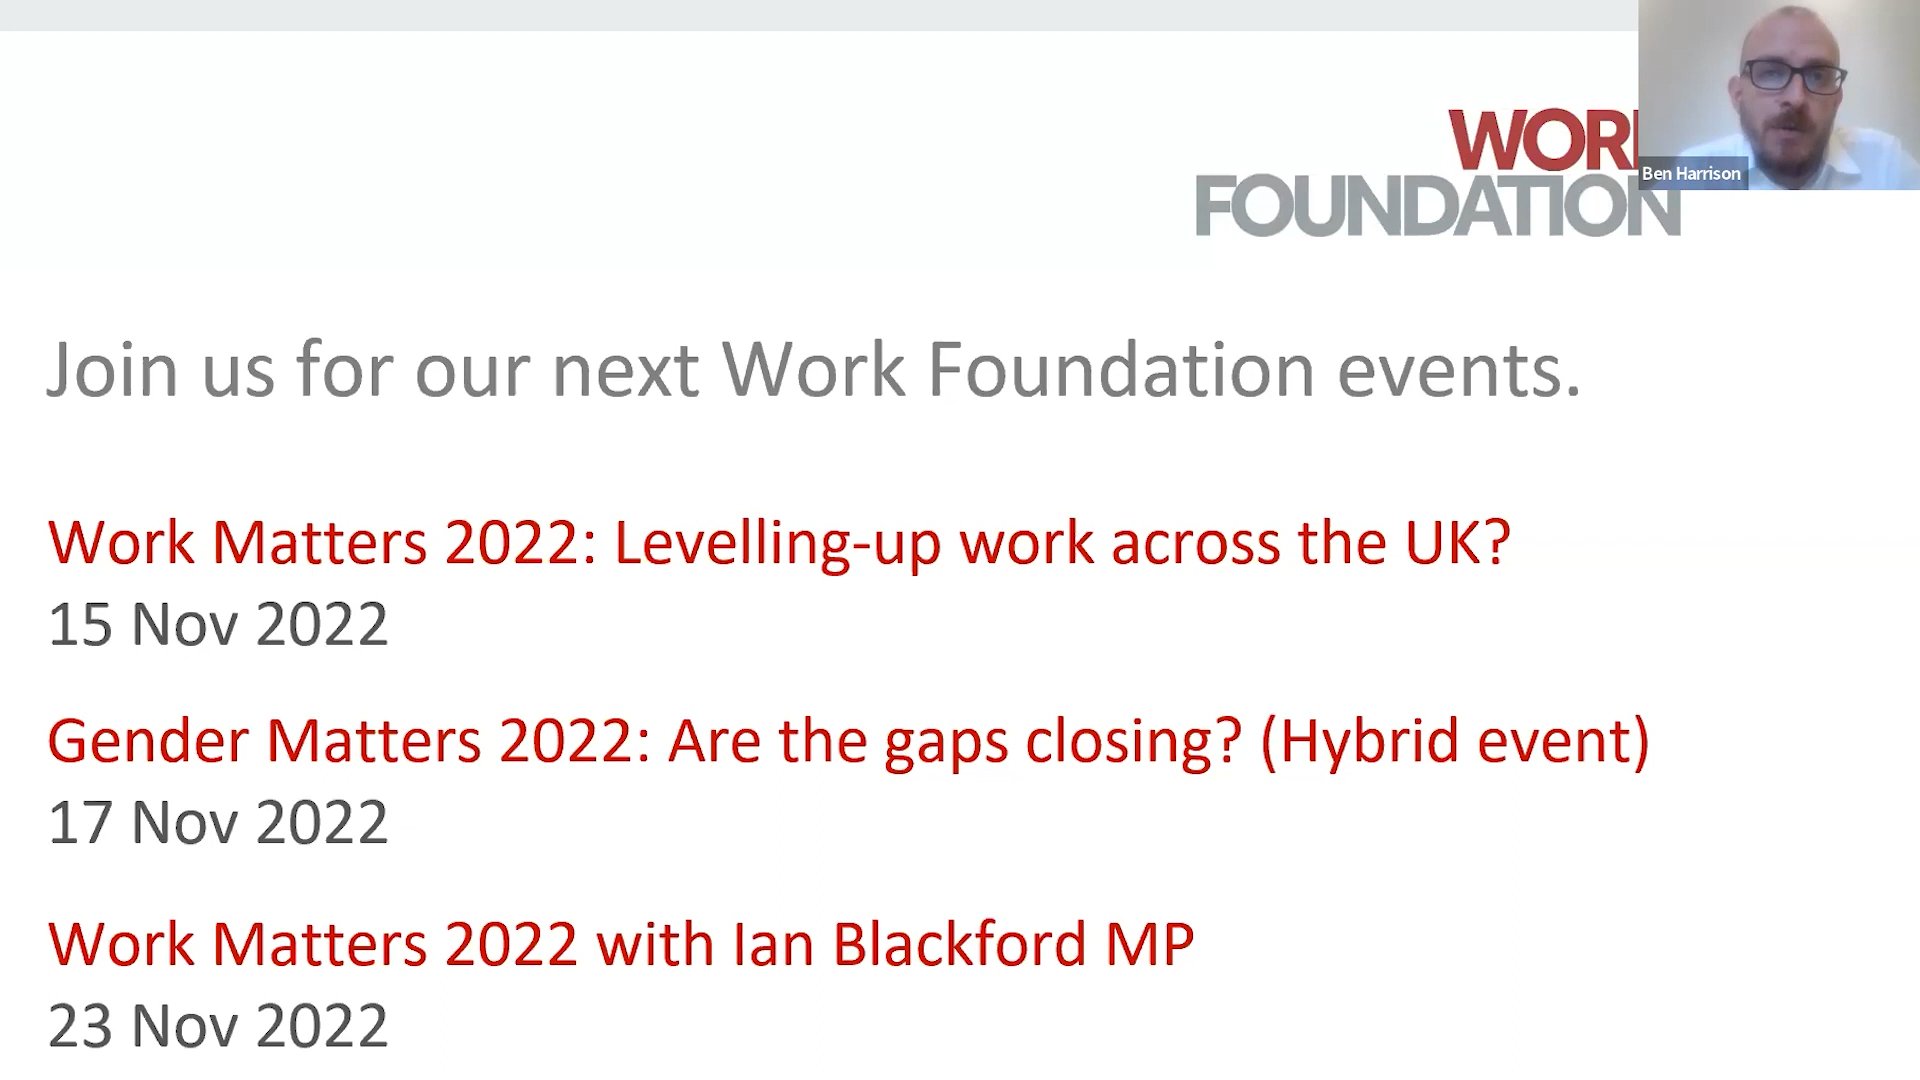 WOR
FOUNDATION
Ben Harrison
Join us for our next Work Foundation events.
Work Matters 2022: Levelling-up work across the UK?
15 Nov 2022
Gender Matters 2022: Are the gaps closing? (Hybrid event)
17 Nov 2022
Work Matters 2022 with Ian Blackford MP
23 Nov 2022